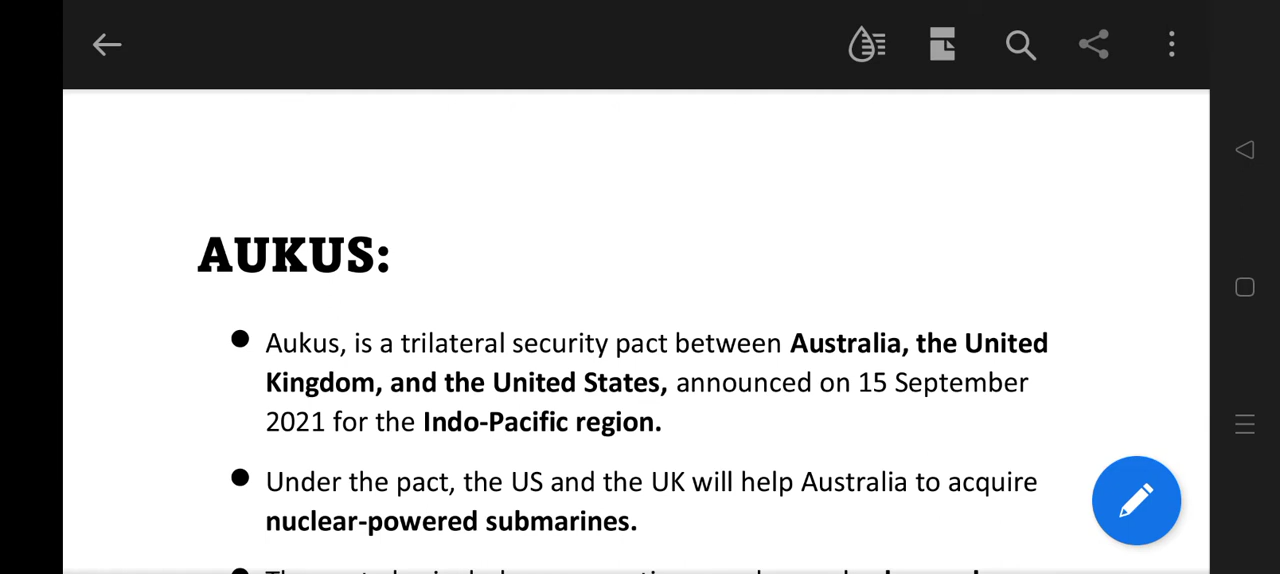 AUKUS:
● Aukus, is a trilateral security pact between Australia, the United
Kingdom, and the United States, announced on 15 September
2021 for the Indo-Pacific region.
● Under the pact, the US and the UK will help Australia to acquire
nuclear-powered submarines.